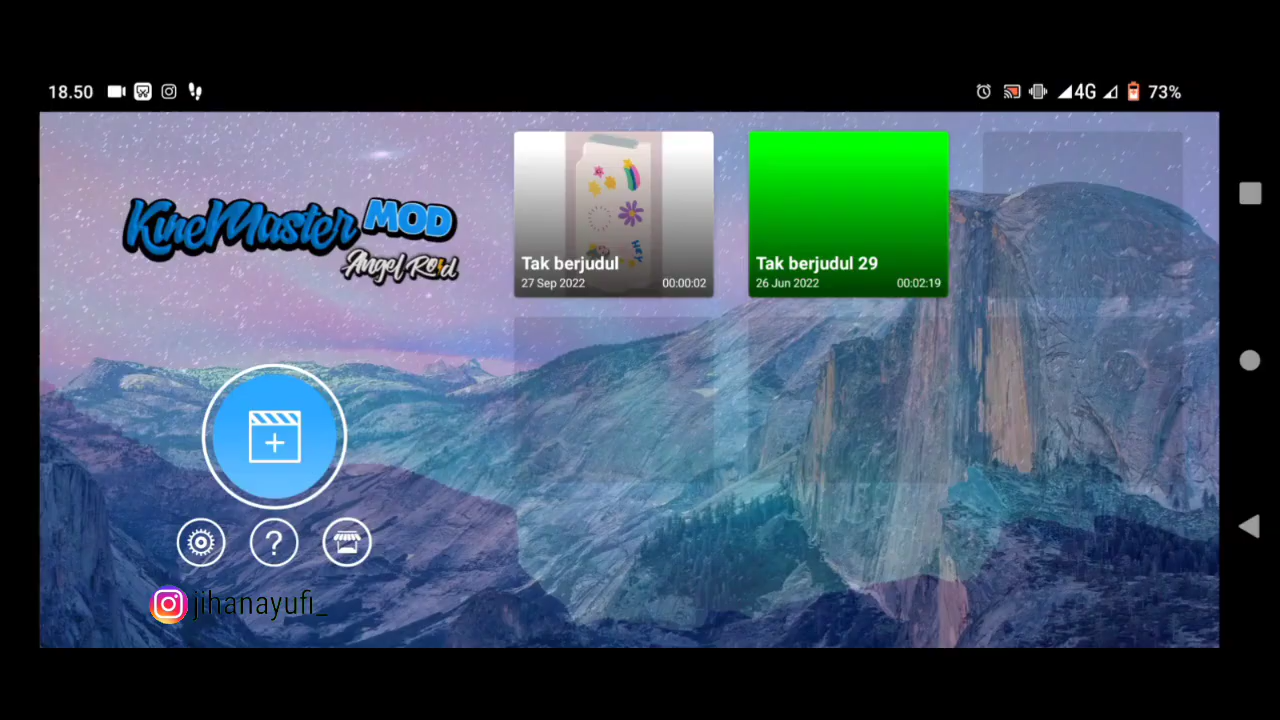 18.50
4G
73%
KineMaster MOD
Angel Roid
HEY
Tak berjudul
27 Sep 2022
00:00:02
Tak berjudul 29
26 Jun 2022
00:02:19
?
jihanayufi_